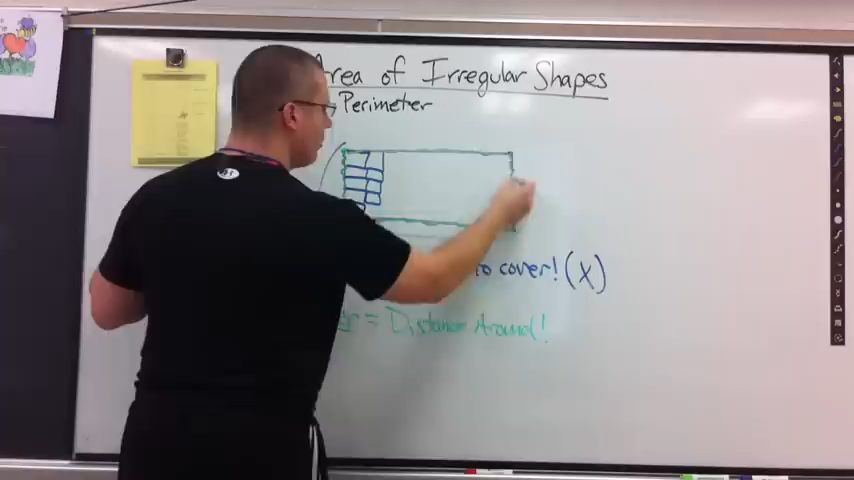 Area of Irregular Shapes
Perimeter
to cover! (X)
= Distance Around!